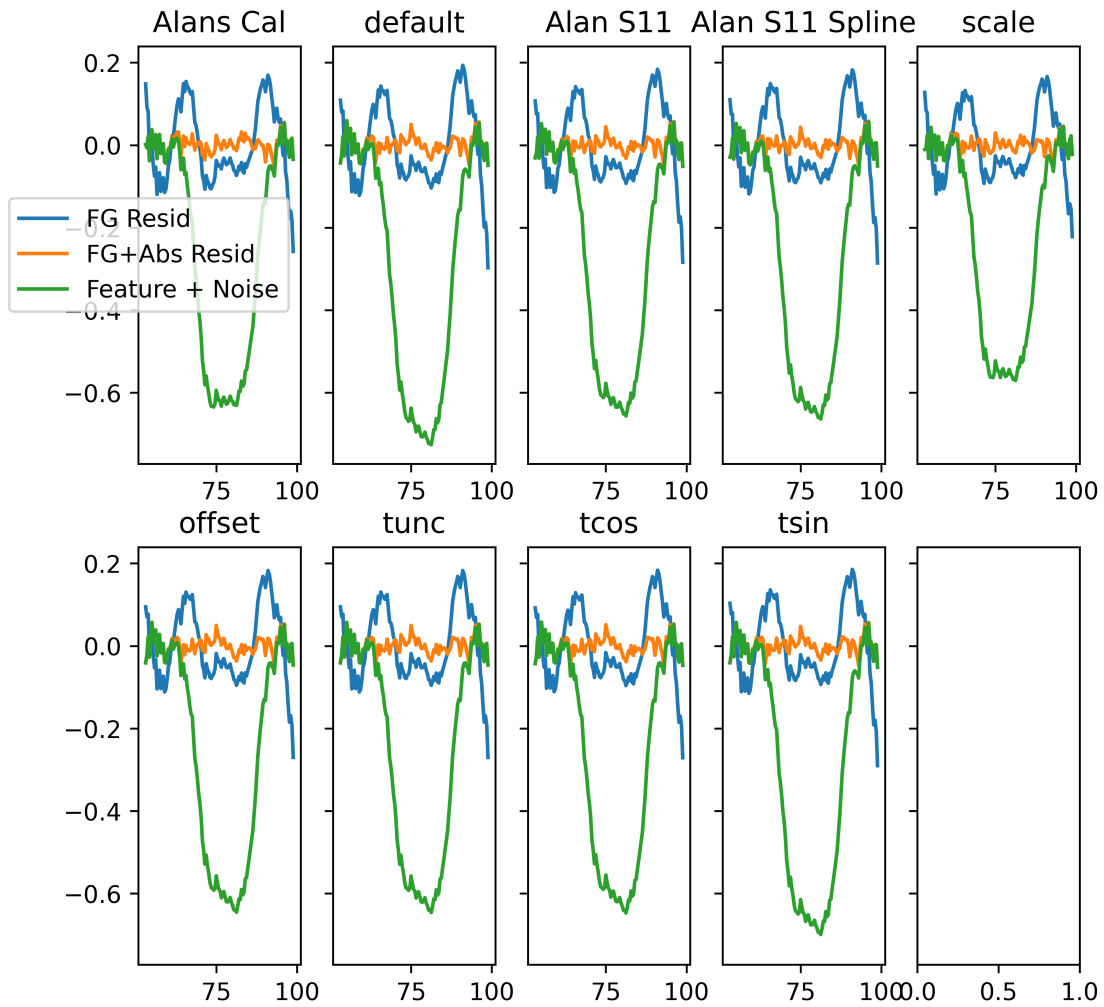 Alans Cal default Alan S11 Alan S11 Spline scale
0.2
0.0
−0.2
−0.4
−0.6
FG Resid
FG+Abs Resid
Feature + Noise
75 100 75 100 75 100 75 100 75 100
offset tunc tcos tsin
0.2
0.0
−0.2
−0.4
−0.6
75 100 75 100 75 100 75 100 0.0 0.5 1.0